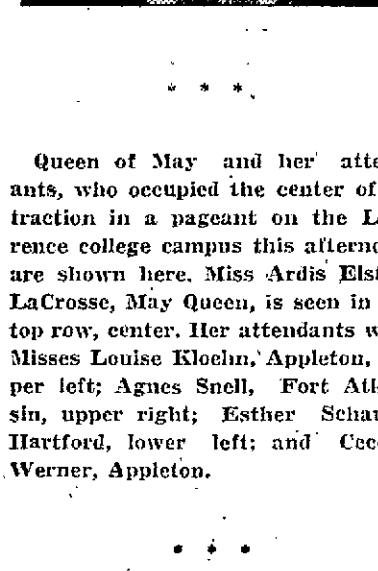 * * *
Queen of May and her atte
ants, who occupied the center of
traction in a pageant on the L
rence college campus this afterno
are shown here. Miss Ardis Els
LaCrosse, May Queen, is seen in
top row, center. Her attendants w
Misses Louise Kloehn, Appleton,
per left; Agnes Snell, Fort Atk
sin, upper right; Esther Scha
Hartford, lower left; and Cec
Werner, Appleton.
* * *